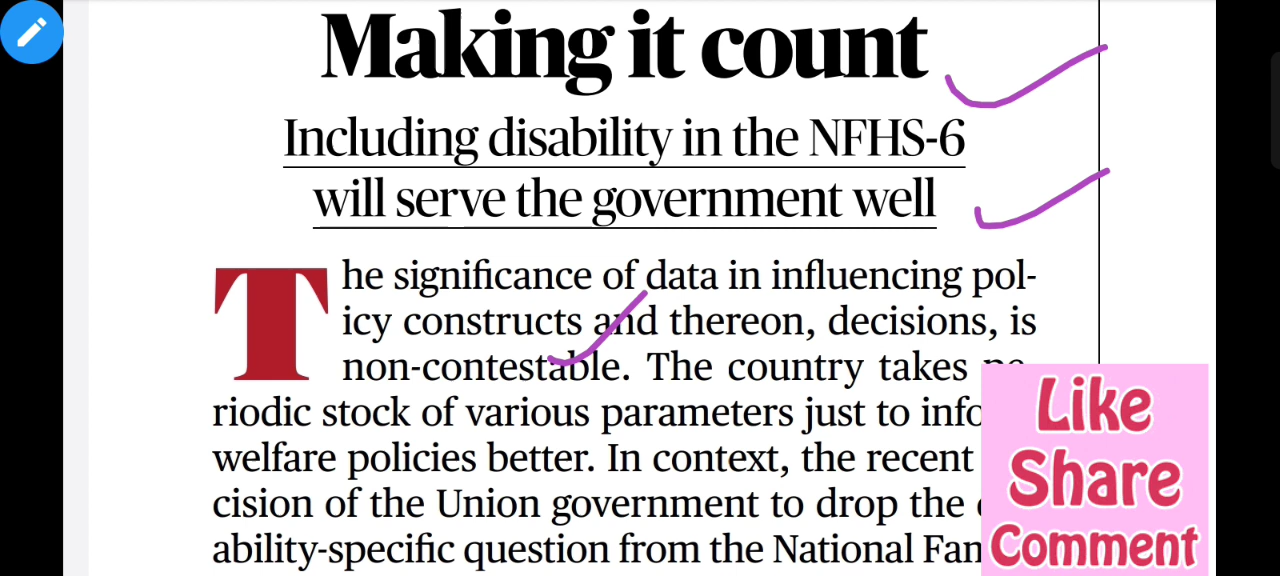 Making it count
Including disability in the NFHS-6
will serve the government well
The significance of data in influencing pol-
icy constructs and thereon, decisions, is
non-contestable. The country takes
riodic stock of various parameters just to
welfare policies better. In context, the recent
cision of the Union government to drop the
ability-specific question from the National
Like
Share
Comment